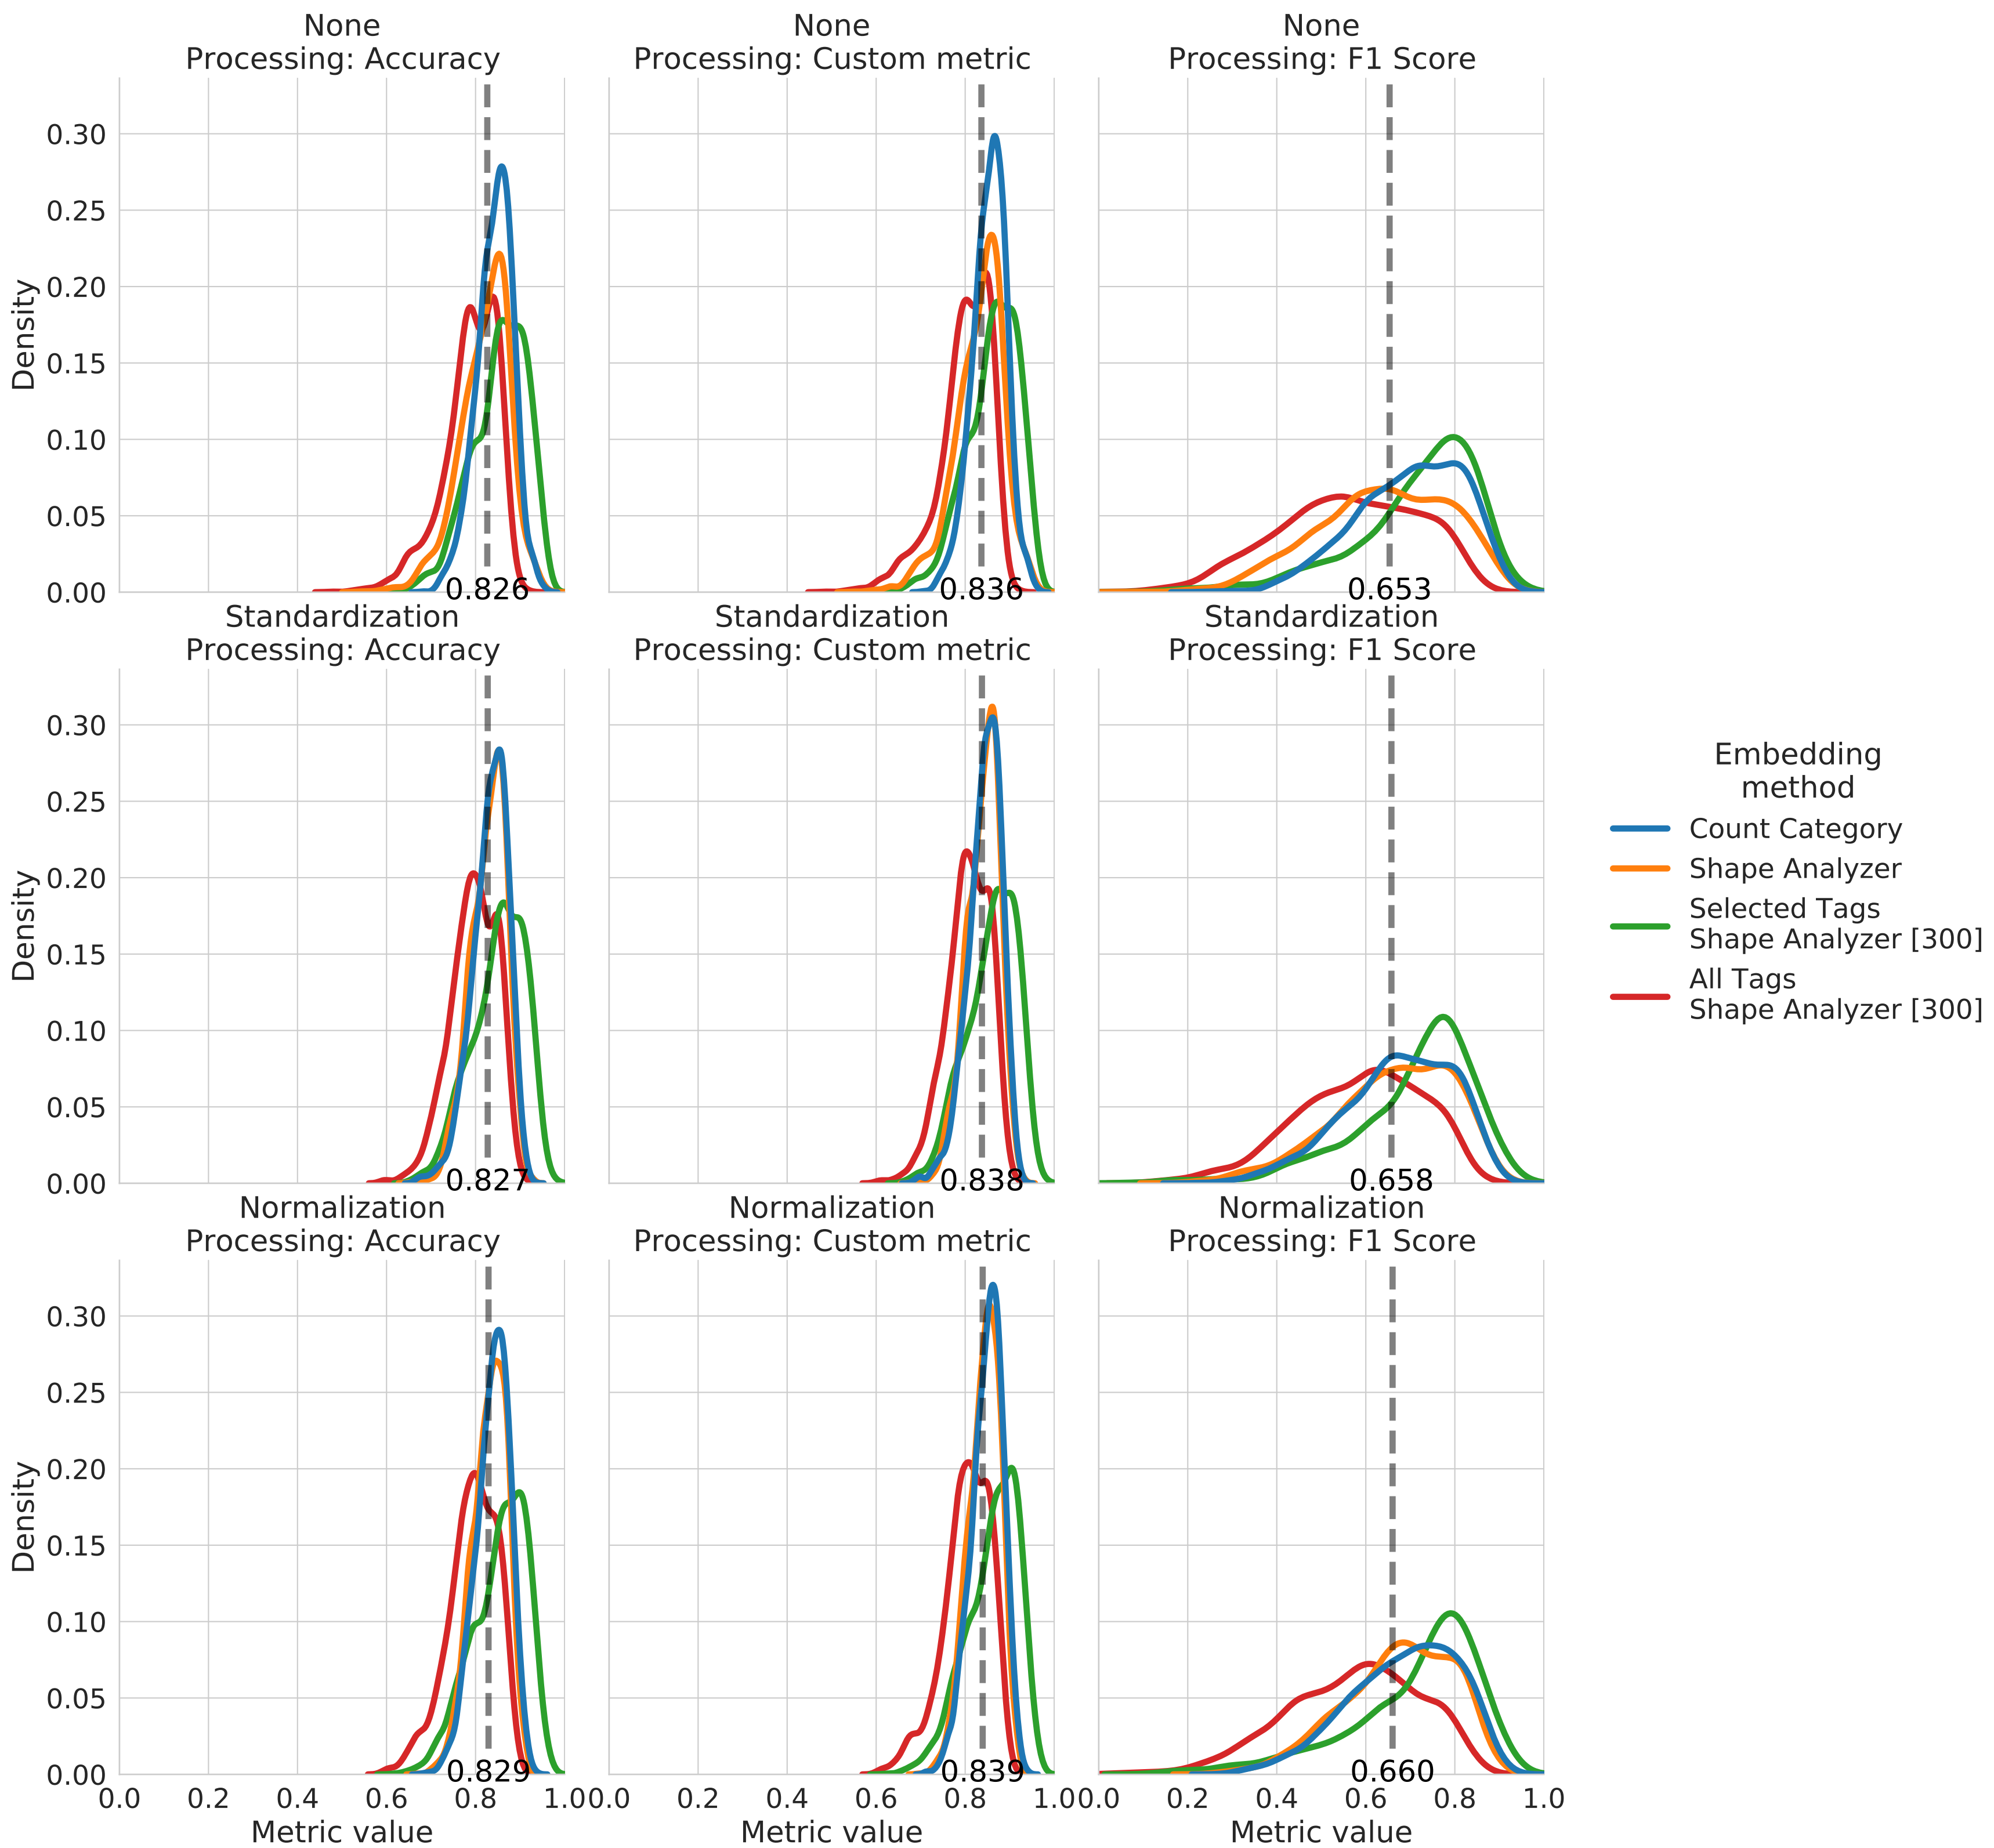 None
Processing: Accuracy
None
Processing: Custom metric
None
Processing: F1 Score
Density
0.30
0.25
0.20
0.15
0.10
0.05
0.00
0.826
0.836
0.653
Standardization
Processing: Accuracy
Standardization
Processing: Custom metric
Standardization
Processing: F1 Score
Density
0.30
0.25
0.20
0.15
0.10
0.05
0.00
0.827
0.838
0.658
Embedding
method
Count Category
Shape Analyzer
Selected Tags
Shape Analyzer [300]
All Tags
Shape Analyzer [300]
Normalization
Processing: Accuracy
Normalization
Processing: Custom metric
Normalization
Processing: F1 Score
Density
0.30
0.25
0.20
0.15
0.10
0.05
0.00
0.829
0.839
0.660
0.0 0.2 0.4 0.6 0.8 1.0
0.0 0.2 0.4 0.6 0.8 1.0
0.0 0.2 0.4 0.6 0.8 1.0
Metric value
Metric value
Metric value